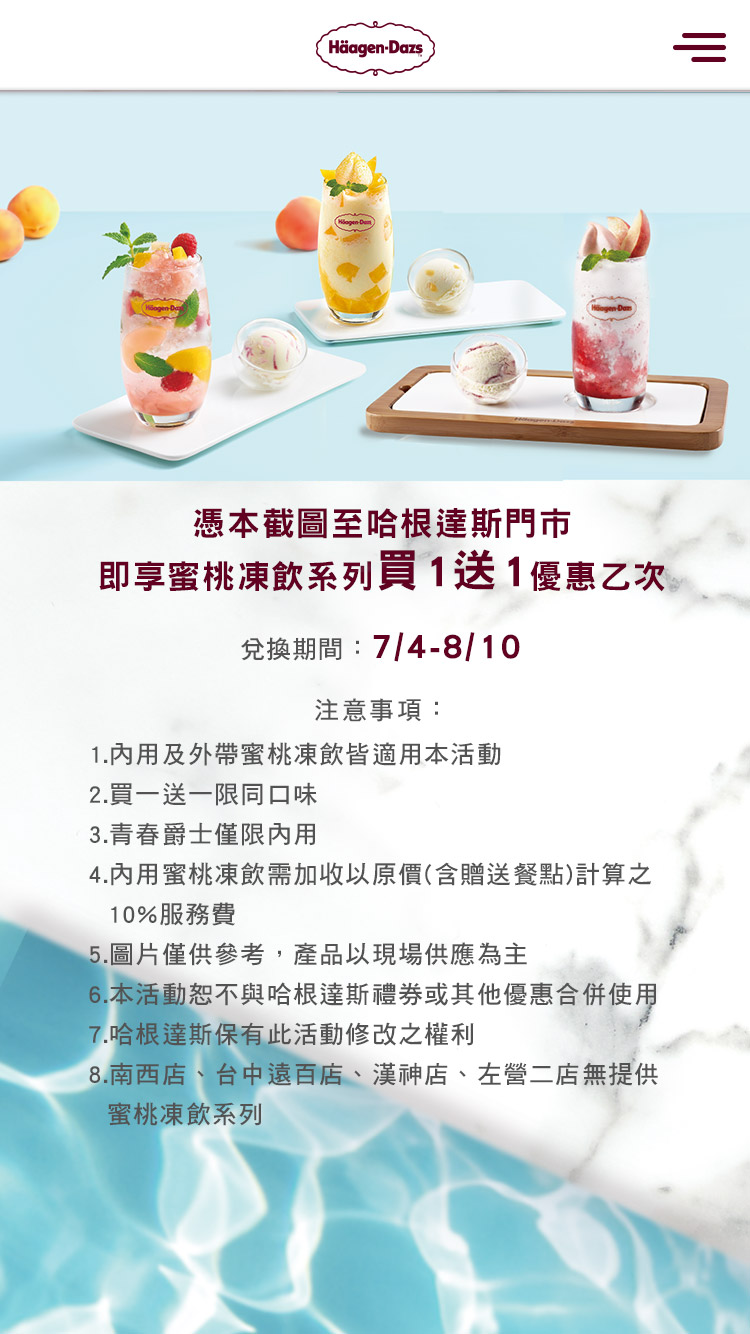 Häagen-Dazs
Häagen-Dazs
Häagen-Daz
Häagen-Dazs
Häagen-Dazs
憑本截圖至哈根達斯門市
即享蜜桃凍飲系列買1送1優惠乙次
兌換期間：7/4-8/10
注意事項：
1.內用及外帶蜜桃凍飲皆適用本活動
2.買一送一限同口味
3.青春爵士僅限內用
4.內用蜜桃凍飲需加收以原價(含贈送餐點)計算之
10%服務費
5.圖片僅供參考，產品以現場供應為主
6.本活動恕不與哈根達斯禮券或其他優惠合併使用
7.哈根達斯保有此活動修改之權利
8.南西店、台中遠百店、漢神店、左營二店無提供
蜜桃凍飲系列